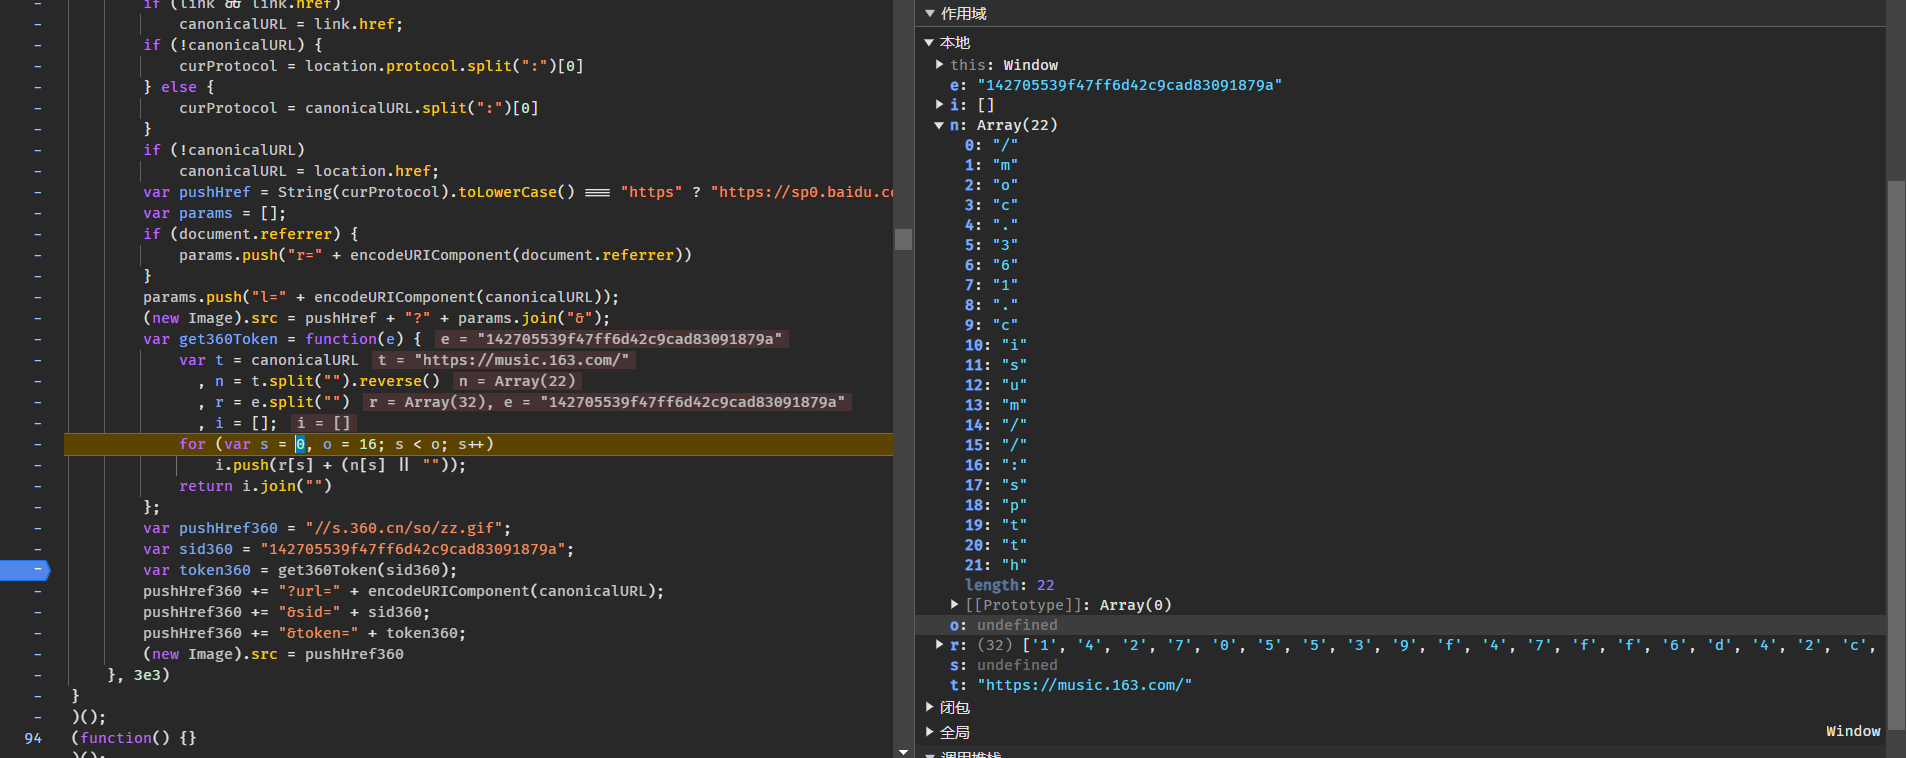 if (link && link.href)
canonicalURL = link.href;
if (!canonicalURL) {
curProtocol = location.protocol.split(":")[0]
} else {
curProtocol = canonicalURL.split(":")[0]
}
if (!canonicalURL)
canonicalURL = location.href;
var pushHref = String(curProtocol).toLowerCase() === "https" ? "https://sp0.baidu.co
var params = [];
if (document.referrer) {
params.push("r=" + encodeURIComponent(document.referrer))
}
params.push("l=" + encodeURIComponent(canonicalURL));
(new Image).src = pushHref + "?" + params.join("&");
var get360Token = function(e) { e = "142705539f47ff6d42c9cad83091879a"
var t = canonicalURL t = "https://music.163.com/"
, n = t.split("").reverse() n = Array(22)
, r = e.split("") r = Array(32), e = "142705539f47ff6d42c9cad83091879a"
, i = []; i = []
for (var s = 0, o = 16; s < o; s++)
i.push(r[s] + (n[s] || ""));
return i.join("")
};
var pushHref360 = "//s.360.cn/so/zz.gif";
var sid360 = "142705539f47ff6d42c9cad83091879a";
var token360 = get360Token(sid360);
pushHref360 += "?url=" + encodeURIComponent(canonicalURL);
pushHref360 += "&sid=" + sid360;
pushHref360 += "&token=" + token360;
(new Image).src = pushHref360
}, 3e3)
}
)();
94 (function() {}
)();
作用域
本地
this: Window
e: "142705539f47ff6d42c9cad83091879a"
i: []
n: Array(22)
0: "/"
1: "m"
2: "o"
3: "c"
4: "."
5: "3"
6: "6"
7: "1"
8: "."
9: "c"
10: "i"
11: "s"
12: "u"
13: "m"
14: "/"
15: "/"
16: ":"
17: "s"
18: "p"
19: "t"
20: "t"
21: "h"
length: 22
[[Prototype]]: Array(0)
o: undefined
r: (32) ['1', '4', '2', '7', '0', '5', '5', '3', '9', 'f', '4', '7', 'f', 'f', '6', 'd', '4', '2', 'c',
s: undefined
t: "https://music.163.com/"
闭包
全局 Window
调用堆栈